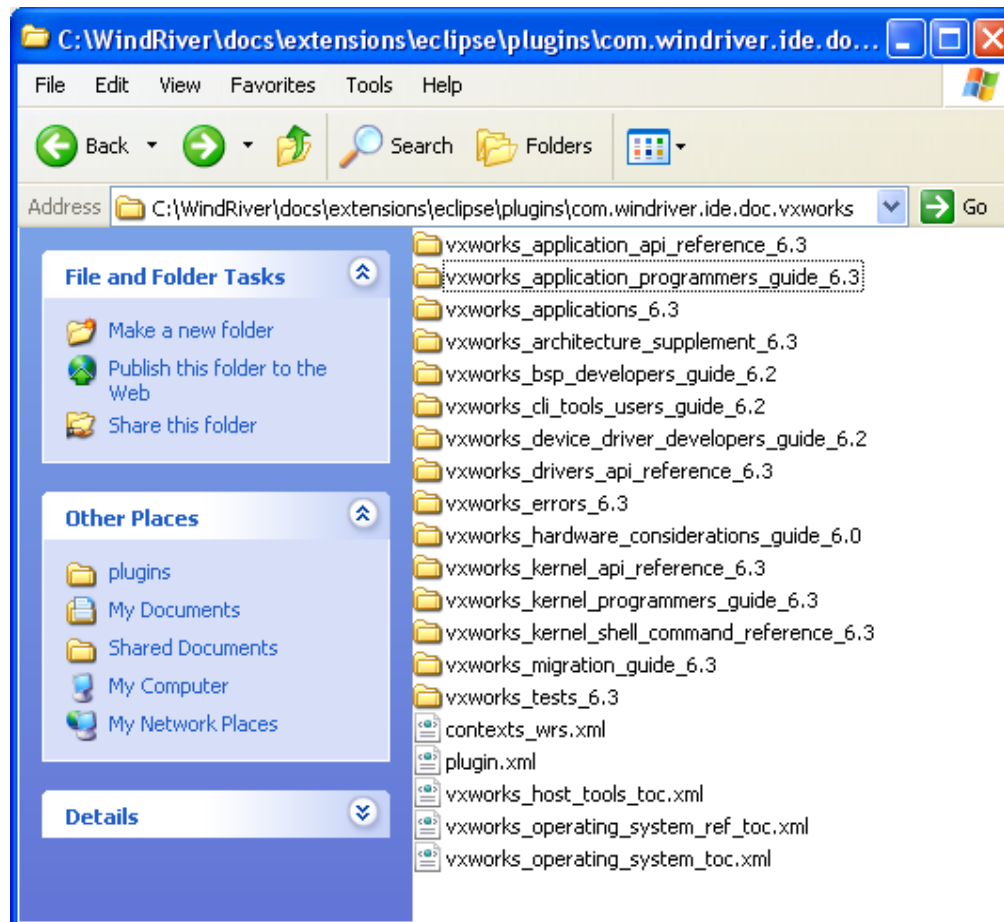 C:\WindRiver\docs\extensions\eclipse\plugins\com.windriver.ide.do...
File Edit View Favorites Tools Help
Back Search Folders
Address C:\WindRiver\docs\extensions\eclipse\plugins\com.windriver.ide.doc.vxworks Go
File and Folder Tasks
Make a new folder
Publish this folder to the
Web
Share this folder
Other Places
plugins
My Documents
Shared Documents
My Computer
My Network Places
Details
vxworks_application_api_reference_6.3
vxworks_application_programmers_guide_6.3
vxworks_applications_6.3
vxworks_architecture_supplement_6.3
vxworks_bsp_developers_guide_6.2
vxworks_cli_tools_users_guide_6.2
vxworks_device_driver_developers_guide_6.2
vxworks_drivers_api_reference_6.3
vxworks_errors_6.3
vxworks_hardware_considerations_guide_6.0
vxworks_kernel_api_reference_6.3
vxworks_kernel_programmers_guide_6.3
vxworks_kernel_shell_command_reference_6.3
vxworks_migration_guide_6.3
vxworks_tests_6.3
contexts_wrs.xml
plugin.xml
vxworks_host_tools_toc.xml
vxworks_operating_system_ref_toc.xml
vxworks_operating_system_toc.xml